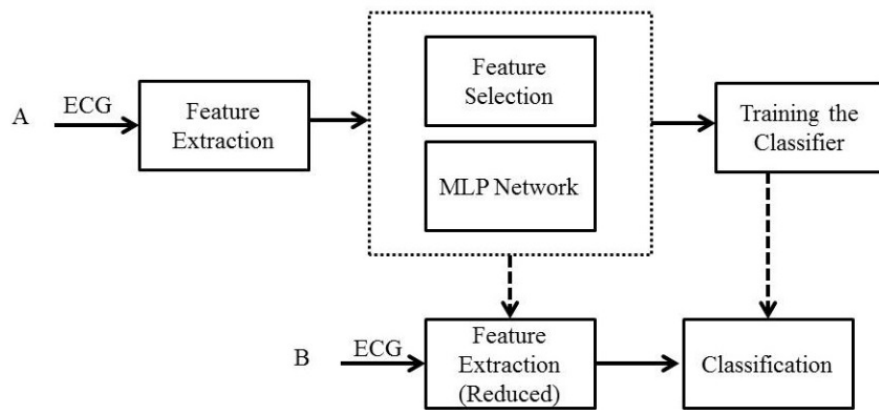 A
ECG
Feature
Extraction
Feature
Selection
MLP Network
Training the
Classifier
B
ECG
Feature
Extraction
(Reduced)
Classification